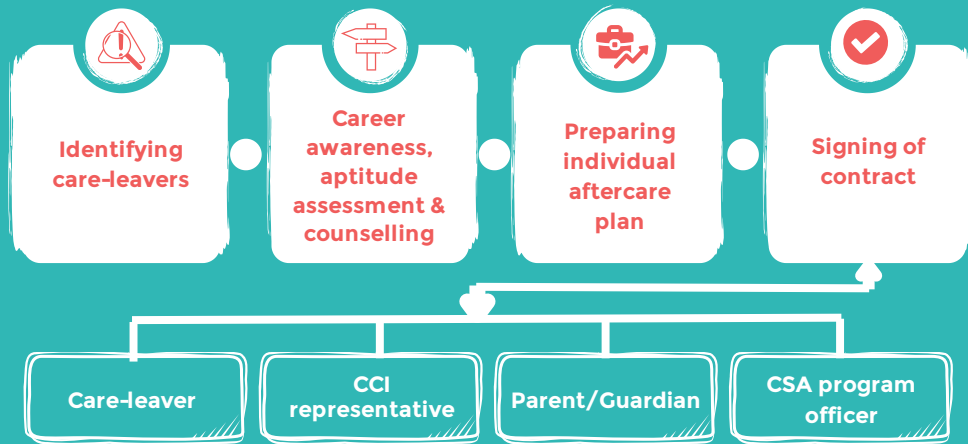 Identifying
care-leavers
Career
awareness,
aptitude
assessment &
counselling
Preparing
individual
aftercare
plan
Signing of
contract
Care-leaver
CCI
representative
Parent/Guardian
CSA program
officer